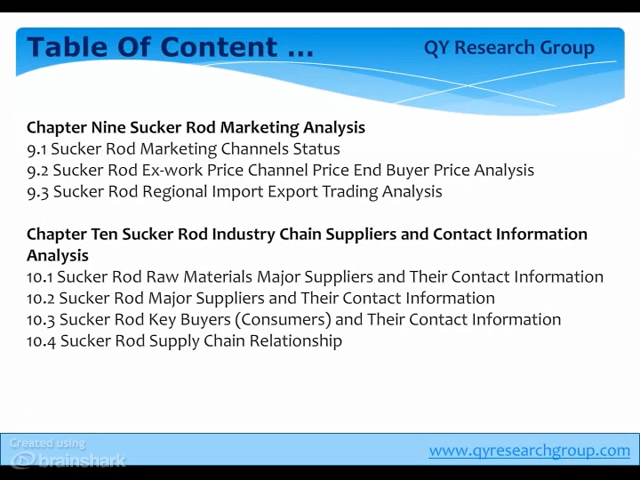 Table Of Content ...
QY Research Group
Chapter Nine Sucker Rod Marketing Analysis
9.1 Sucker Rod Marketing Channels Status
9.2 Sucker Rod Ex-work Price Channel Price End Buyer Price Analysis
9.3 Sucker Rod Regional Import Export Trading Analysis
Chapter Ten Sucker Rod Industry Chain Suppliers and Contact Information
Analysis
10.1 Sucker Rod Raw Materials Major Suppliers and Their Contact Information
10.2 Sucker Rod Major Suppliers and Their Contact Information
10.3 Sucker Rod Key Buyers (Consumers) and Their Contact Information
10.4 Sucker Rod Supply Chain Relationship
Created using
brainshark
www.qyresearchgroup.com